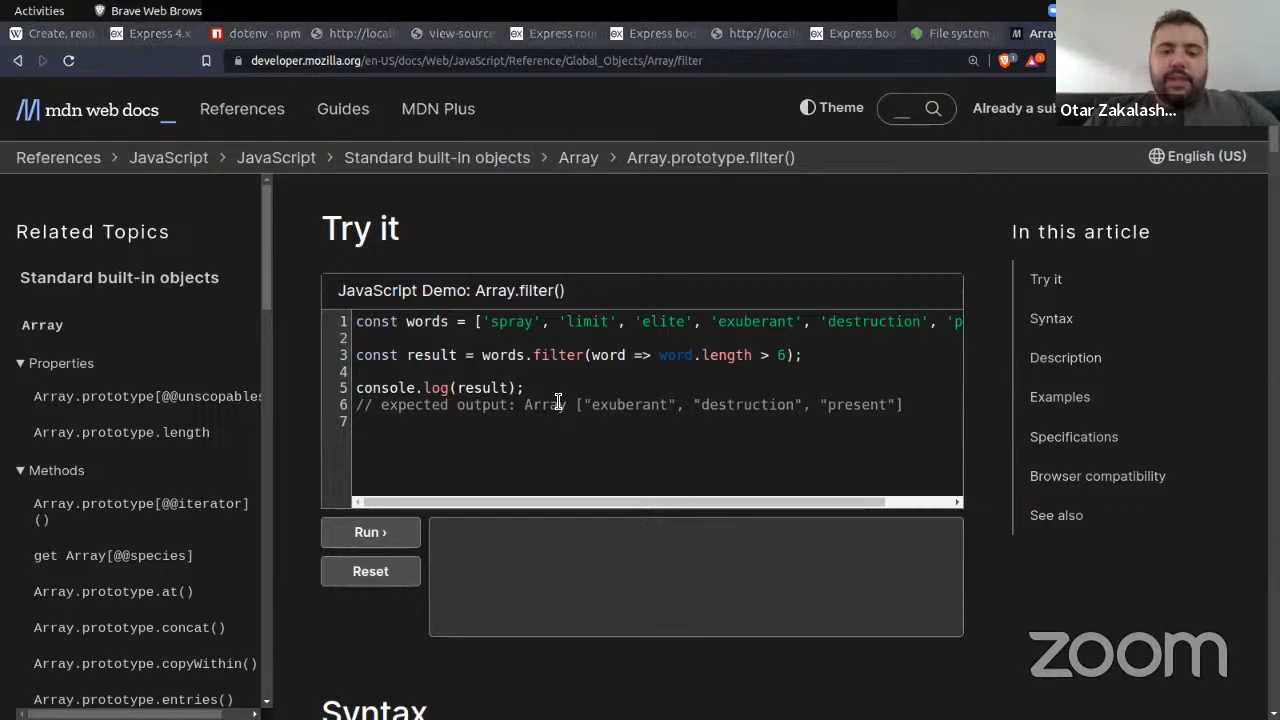 Activities
Brave Web Brows
Create, read
Express 4.x
dotenv - npm
http://locall
view-source
Express rou
Express bod
http://local
Express bod
File system
Arra
developer.mozilla.org/en-US/docs/Web/JavaScript/Reference/Global_Objects/Array/filter
Otar Zakalash...
mdn web docs_
References
Guides
MDN Plus
Theme
Already a sub
References > JavaScript > JavaScript > Standard built-in objects > Array > Array.prototype.filter()
English (US)
Related Topics
Standard built-in objects
Array
Properties
Array.prototype[@@unscopables
Array.prototype.length
Methods
Array.prototype[@@iterator]
()
get Array[@@species]
Array.prototype.at()
Array.prototype.concat()
Array.prototype.copyWithin()
Array.prototype.entries()
Try it
JavaScript Demo: Array.filter()
1 const words = ['spray', 'limit', 'elite', 'exuberant', 'destruction', 'p
2
3 const result = words.filter(word => word.length > 6);
4
5 console.log(result);
6 // expected output: Array ["exuberant", "destruction", "present"]
7
Run ›
Reset
Syntax
In this article
Try it
Syntax
Description
Examples
Specifications
Browser compatibility
See also
zoom